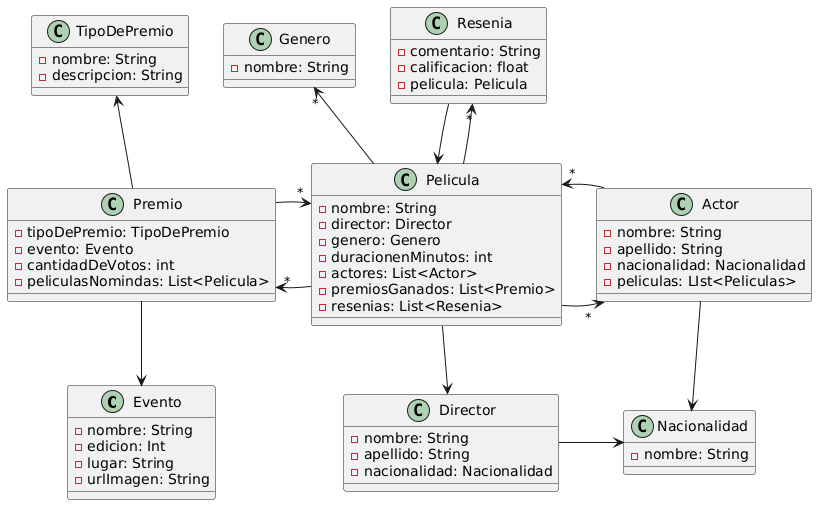 C TipoDePremio
nombre: String
descripcion: String
C Genero
nombre: String
C Resenia
comentario: String
calificacion: float
pelicula: Pelicula
*
*
C Premio
tipoDePremio: TipoDePremio
evento: Evento
cantidadDeVotos: int
peliculasNomindas: LIst<Pelicula>
*
*
C Pelicula
nombre: String
director: Director
genero: Genero
duracionenMinutos: int
actores: List<Actor>
premiosGanados: List<Premio>
resenias: List<Resenia>
*
*
C Actor
nombre: String
apellido: String
nacionalidad: Nacionalidad
peliculas: LIst<Peliculas>
C Evento
nombre: String
edicion: Int
lugar: String
urlImagen: String
C Director
nombre: String
apellido: String
nacionalidad: Nacionalidad
C Nacionalidad
nombre: String